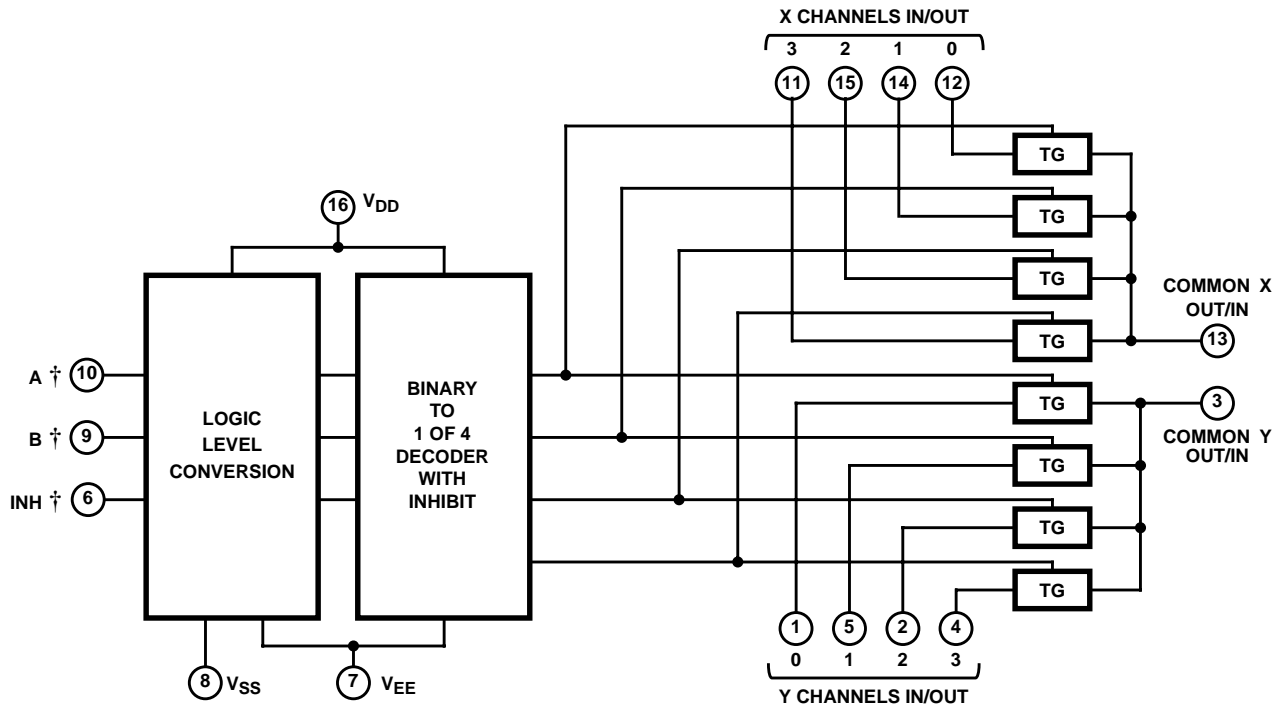 X CHANNELS IN/OUT
3 2 1 0
11 15 14 12
TG
TG
TG
TG
COMMON X
OUT/IN
13
16 VDD
A † 10
B † 9
INH † 6
LOGIC
LEVEL
CONVERSION
BINARY
TO
1 OF 4
DECODER
WITH
INHIBIT
TG
TG
TG
TG
3
COMMON Y
OUT/IN
8 VSS
7 VEE
1 5 2 4
0 1 2 3
Y CHANNELS IN/OUT